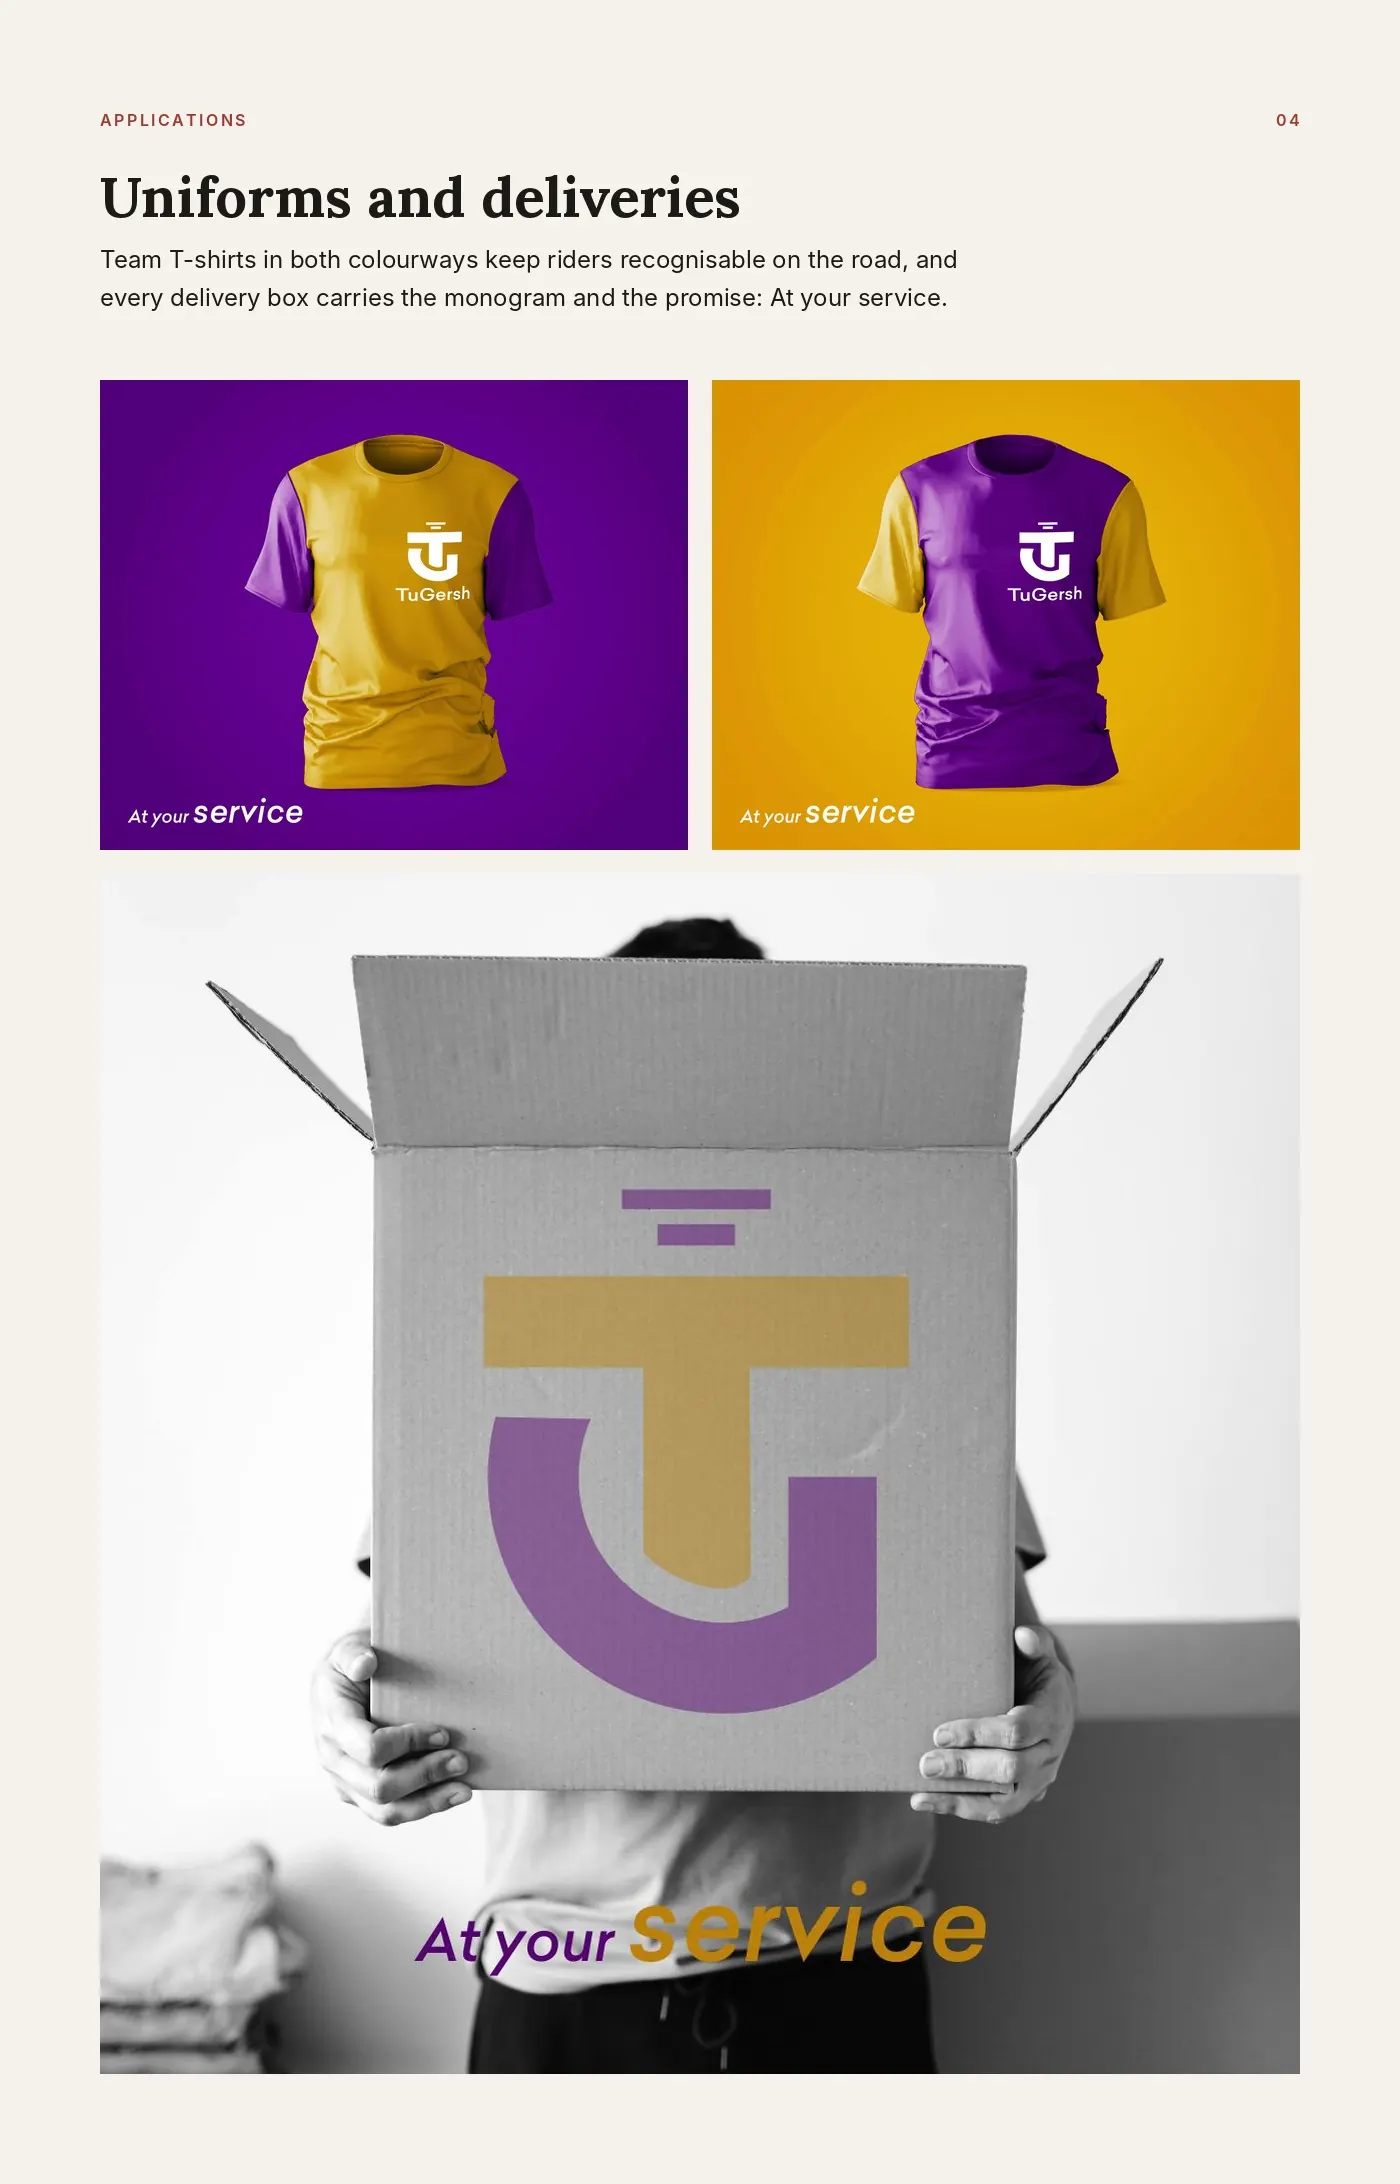 APPLICATIONS
04
Uniforms and deliveries
Team T-shirts in both colourways keep riders recognisable on the road, and
every delivery box carries the monogram and the promise: At your service.
TuGersh
At your service
TuGersh
At your service
At your service